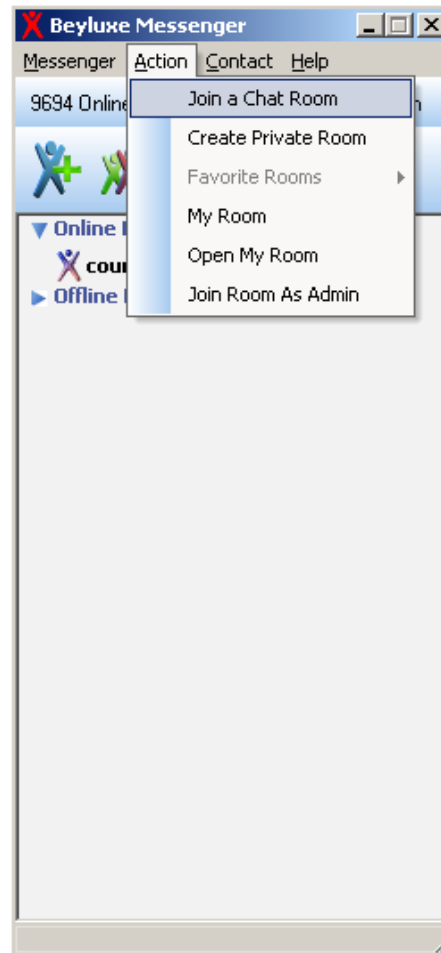 Beyluxe Messenger
Messenger Action Contact Help
9694 Online
Join a Chat Room
Create Private Room
Favorite Rooms
My Room
Open My Room
Join Room As Admin
Online
Offline